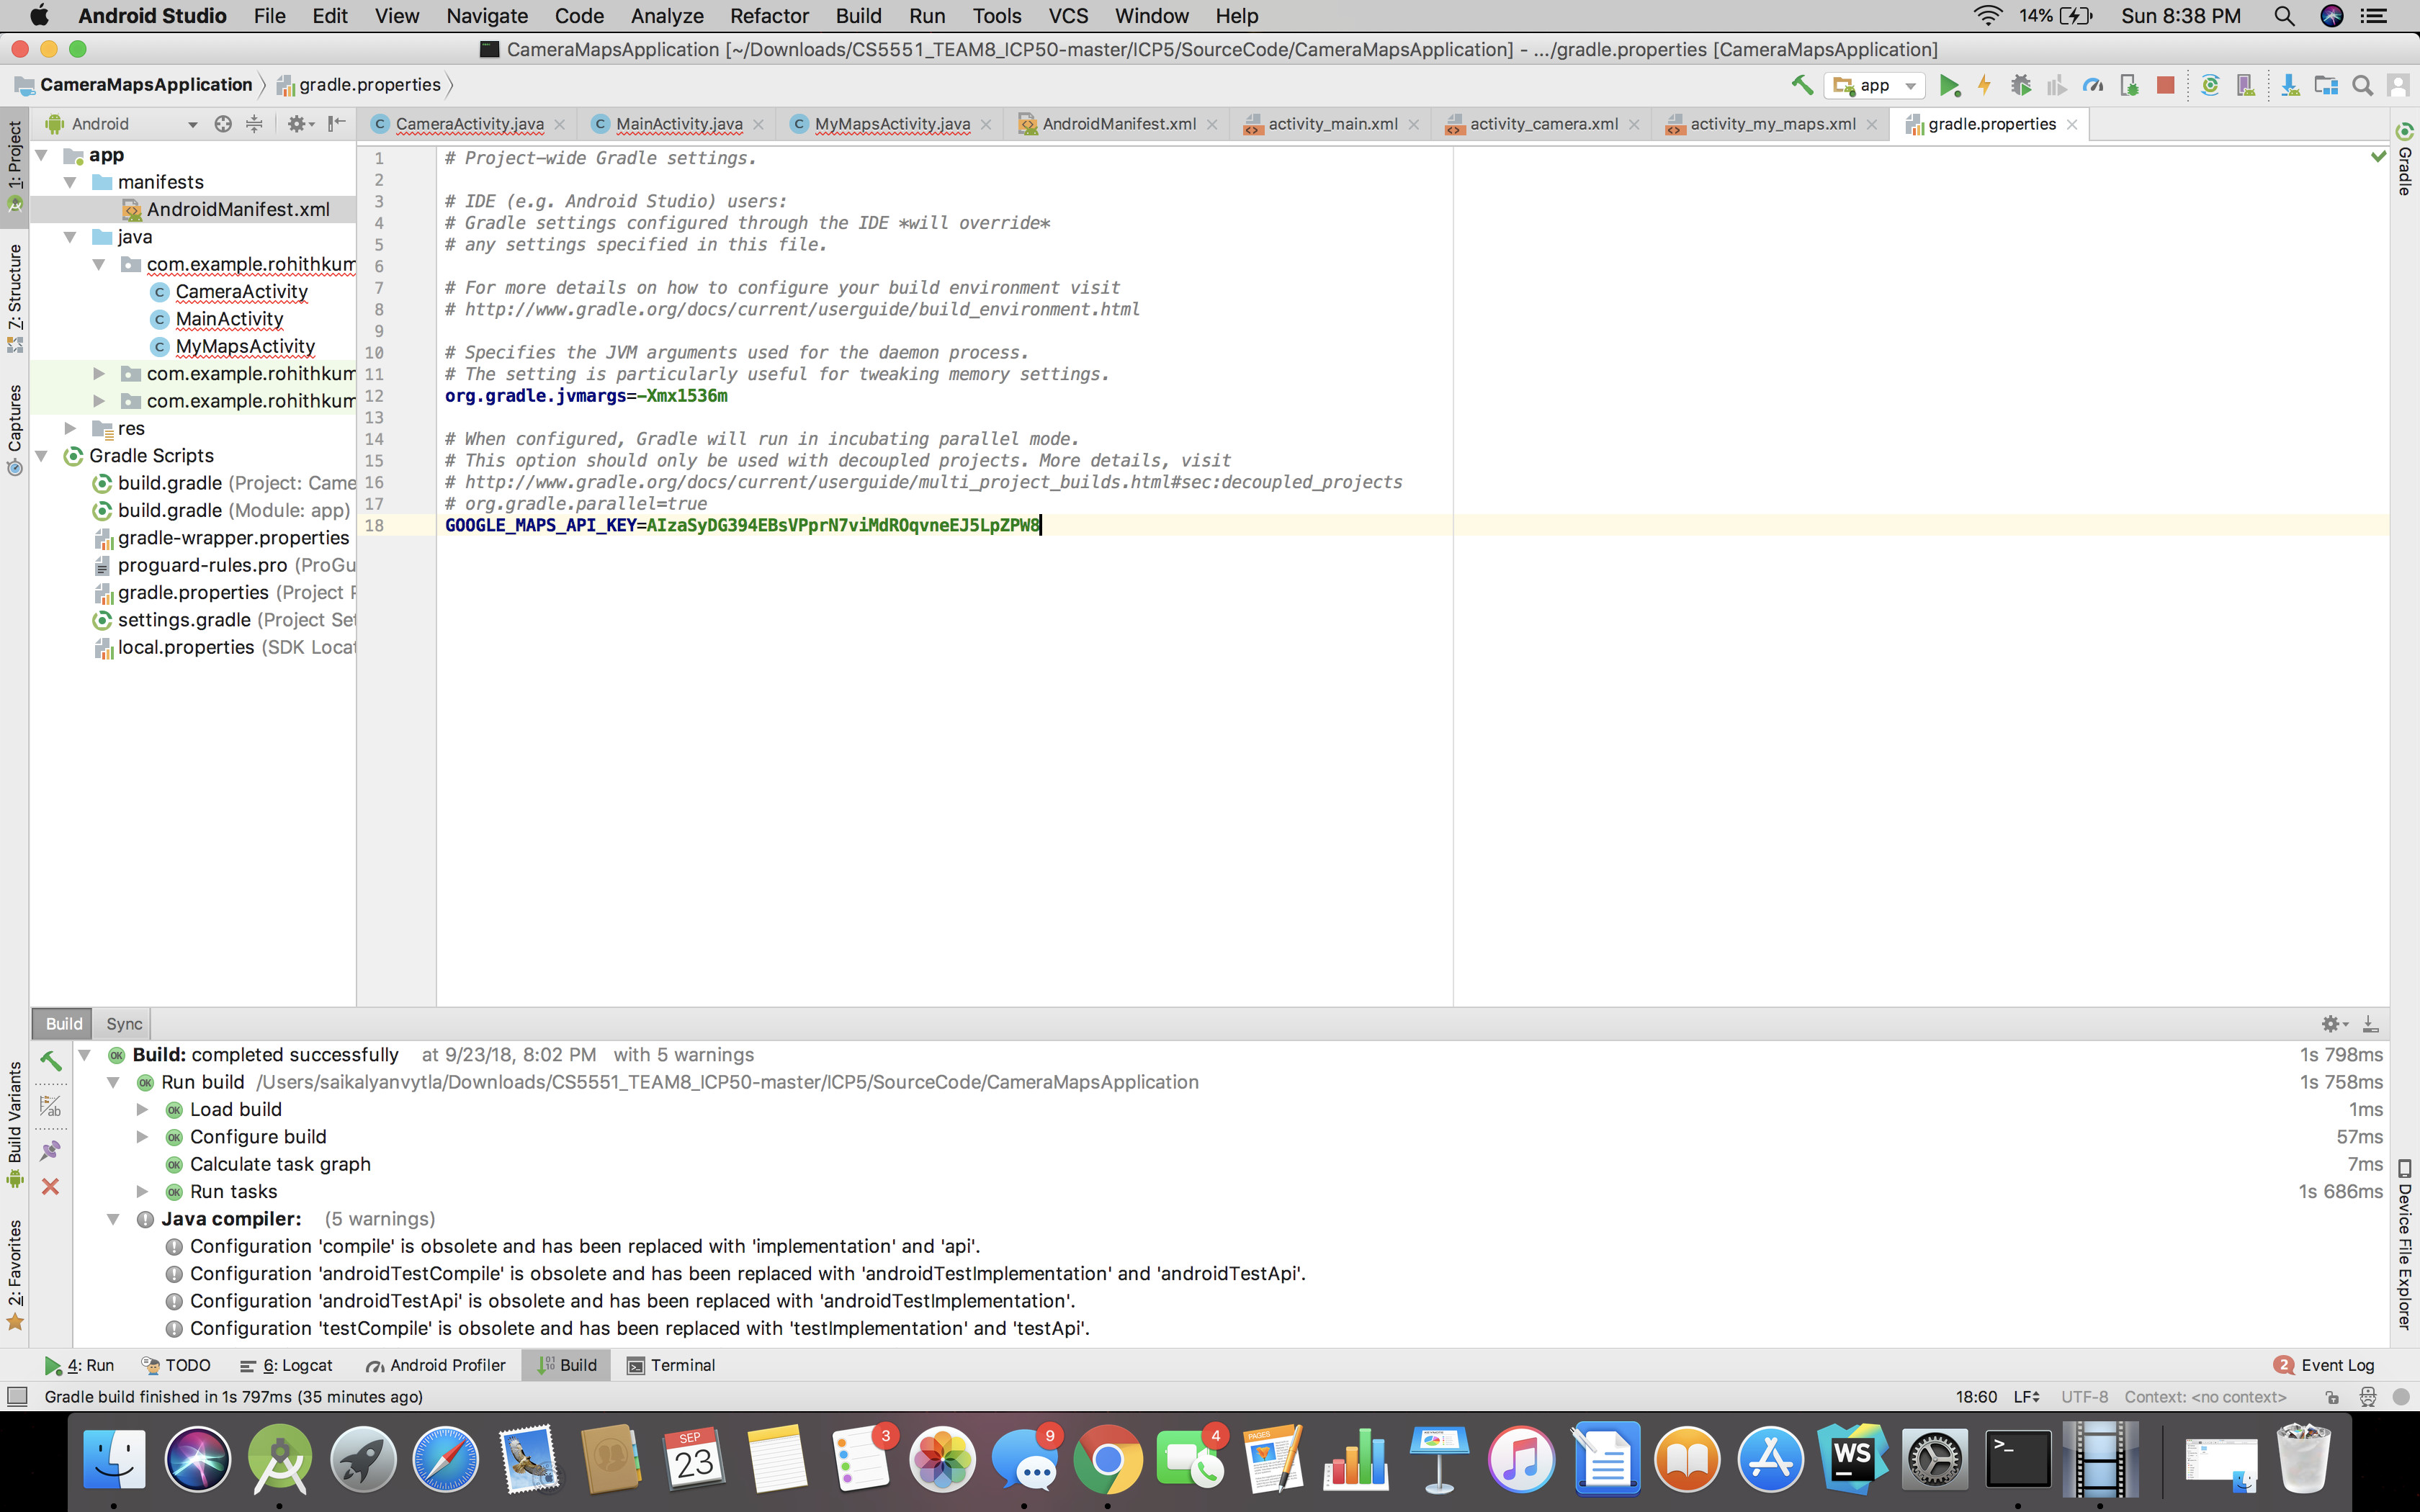 Android Studio File Edit View Navigate Code Analyze Refactor Build Run Tools VCS Window Help 14% Sun 8:38 PM
CameraMapsApplication [~/Downloads/CS5551_TEAM8_ICP50-master/ICP5/SourceCode/CameraMapsApplication] - .../gradle.properties [CameraMapsApplication]
CameraMapsApplication gradle.properties app
Android CameraActivity.java MainActivity.java MyMapsActivity.java AndroidManifest.xml activity_main.xml activity_camera.xml activity_my_maps.xml gradle.properties
1: Project
7: Structure
Captures
Build Variants
2: Favorites
app
manifests
AndroidManifest.xml
java
com.example.rohithkum
CameraActivity
MainActivity
MyMapsActivity
com.example.rohithkum
com.example.rohithkum
res
Gradle Scripts
build.gradle (Project: Came
build.gradle (Module: app)
gradle-wrapper.properties
proguard-rules.pro (ProGu
gradle.properties (Project P
settings.gradle (Project Set
local.properties (SDK Locat
1 # Project-wide Gradle settings.
2
3 # IDE (e.g. Android Studio) users:
4 # Gradle settings configured through the IDE *will override*
5 # any settings specified in this file.
6
7 # For more details on how to configure your build environment visit
8 # http://www.gradle.org/docs/current/userguide/build_environment.html
9
10 # Specifies the JVM arguments used for the daemon process.
11 # The setting is particularly useful for tweaking memory settings.
12 org.gradle.jvmargs=-Xmx1536m
13
14 # When configured, Gradle will run in incubating parallel mode.
15 # This option should only be used with decoupled projects. More details, visit
16 # http://www.gradle.org/docs/current/userguide/multi_project_builds.html#sec:decoupled_projects
17 # org.gradle.parallel=true
18 GOOGLE_MAPS_API_KEY=AIzaSyDG394EBsVPprN7viMdROqvneEJ5LpZPW8
Gradle
Device File Explorer
Build Sync
Build: completed successfully at 9/23/18, 8:02 PM with 5 warnings 1s 798ms
Run build /Users/saikalyanvytla/Downloads/CS5551_TEAM8_ICP50-master/ICP5/SourceCode/CameraMapsApplication 1s 758ms
Load build 1ms
Configure build 57ms
Calculate task graph 7ms
Run tasks 1s 686ms
Java compiler: (5 warnings)
Configuration 'compile' is obsolete and has been replaced with 'implementation' and 'api'.
Configuration 'androidTestCompile' is obsolete and has been replaced with 'androidTestImplementation' and 'androidTestApi'.
Configuration 'androidTestApi' is obsolete and has been replaced with 'androidTestImplementation'.
Configuration 'testCompile' is obsolete and has been replaced with 'testImplementation' and 'testApi'.
4: Run TODO 6: Logcat Android Profiler Build Terminal 2 Event Log
Gradle build finished in 1s 797ms (35 minutes ago) 18:60 LF UTF-8 Context: <no context>
SEP
23
3
9
4
PAGES
WS